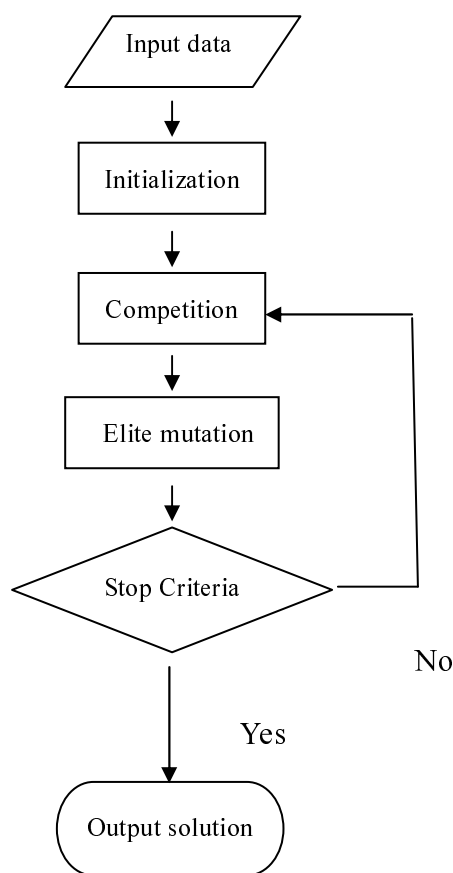 Input data
Initialization
Competition
Elite mutation
Stop Criteria
No
Yes
Output solution